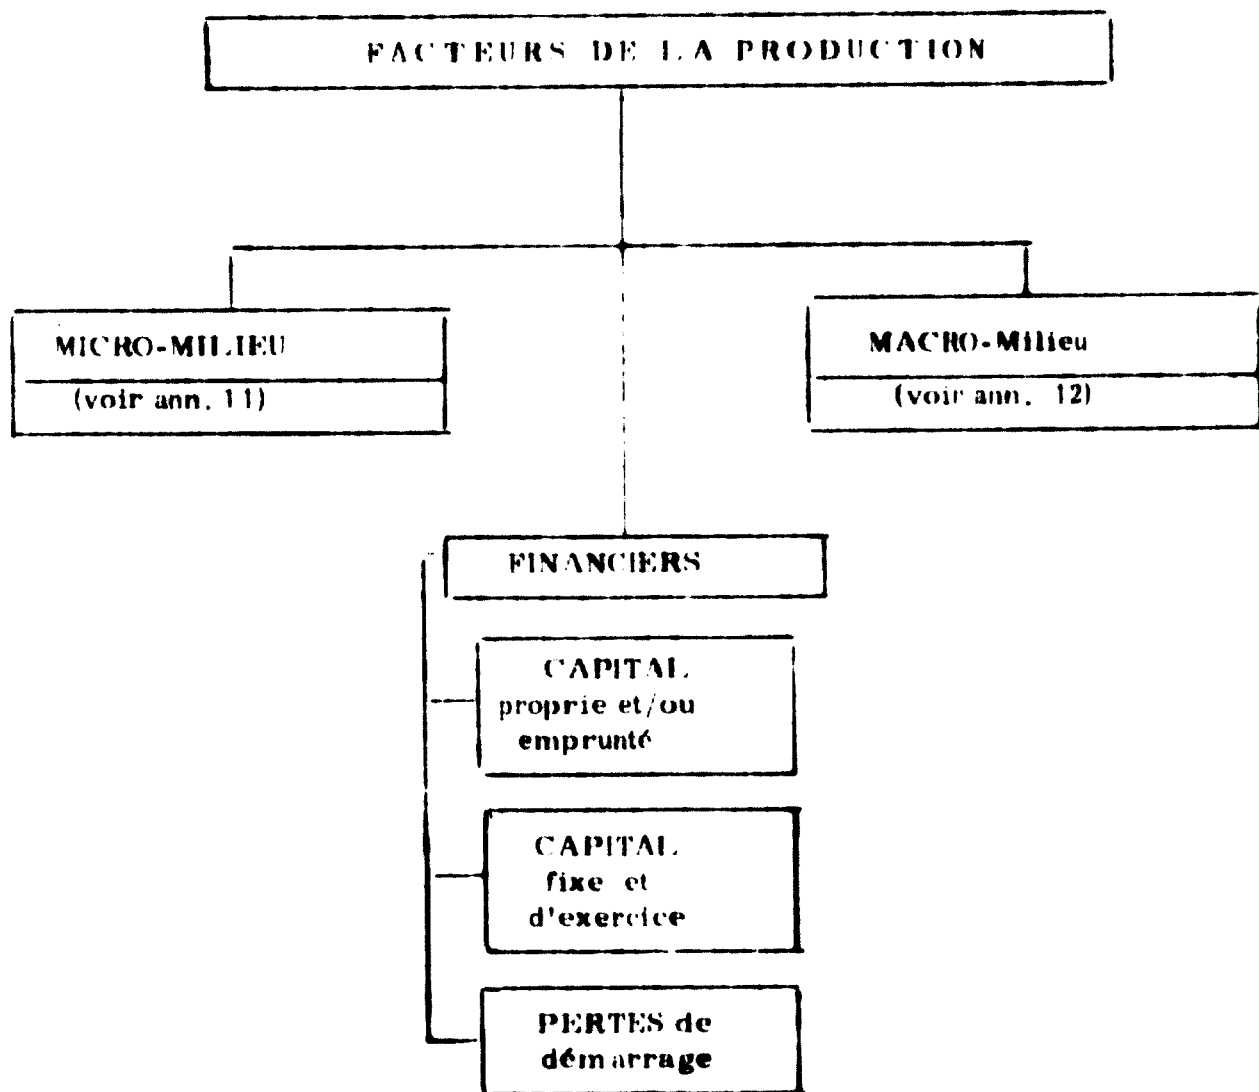 FACTEURS DE LA PRODUCTION
MICRO-MILIEU
(voir ann. 11)
MACRO-Milieu
(voir ann. 12)
FINANCIERS
CAPITAL
proprie et/ou
emprunté
CAPITAL
fixe et
d'exercice
PERTES de
démarrage